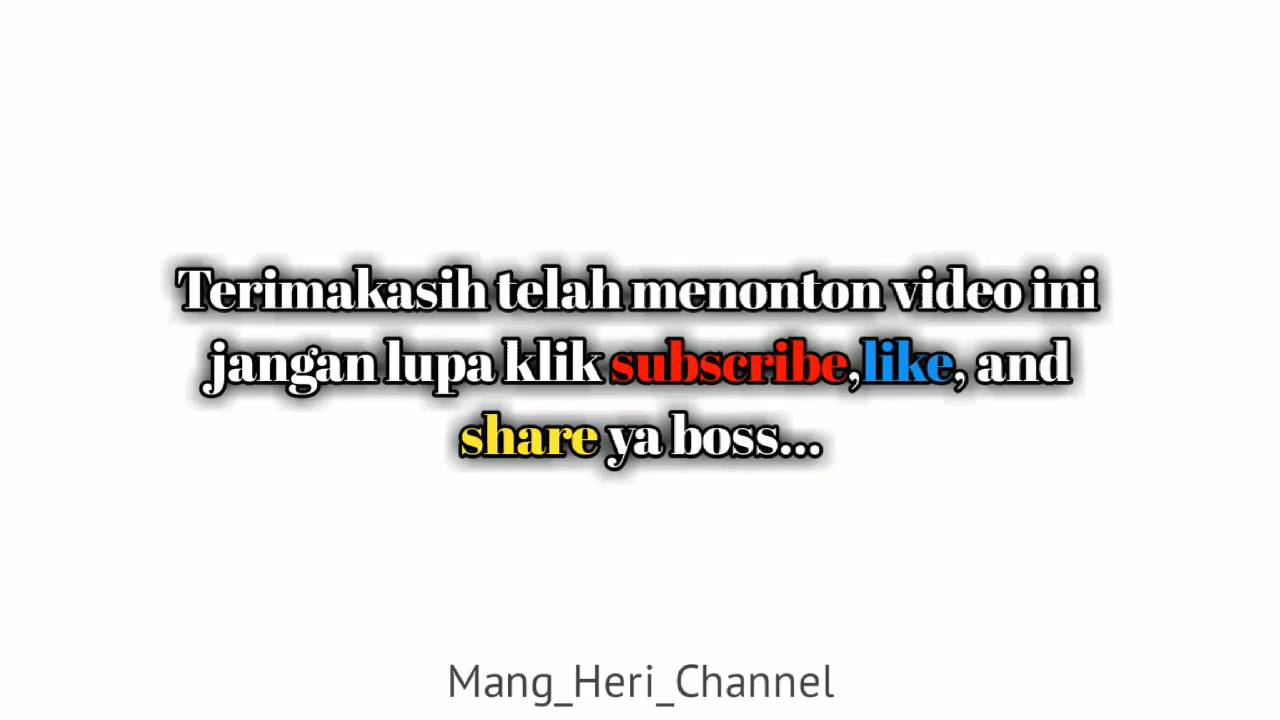 Terimakasih telah menonton video ini
jangan lupa klik subscribe,like, and
share ya boss...
Mang_Heri_Channel